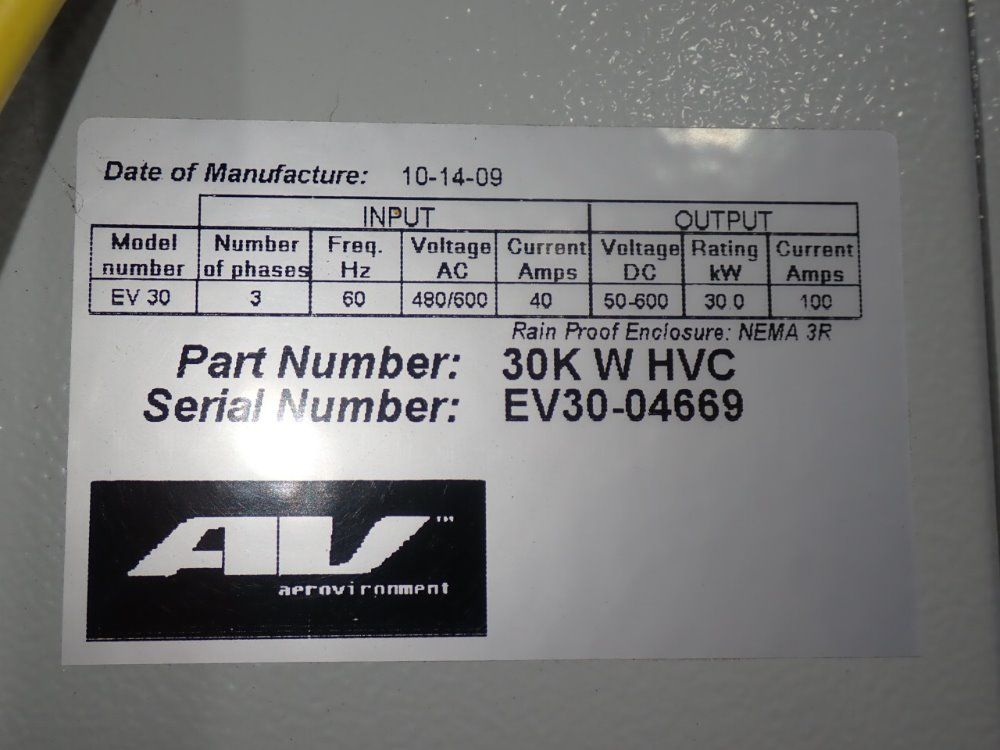 Date of Manufacture: 10-14-09
INPUT OUTPUT
Model number Number of phases Freq. Hz Voltage AC Current Amps Voltage DC Rating kW Current Amps
EV 30 3 60 480/600 40 50-600 30.0 100
Rain Proof Enclosure: NEMA 3R
Part Number: 30K W HVC
Serial Number: EV30-04669
AV™
aerovironment